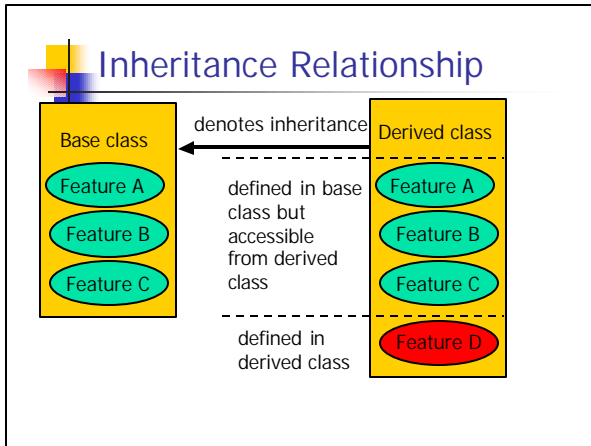 Inheritance Relationship
Base class
Feature A
Feature B
Feature C
denotes inheritance
defined in base
class but
accessible
from derived
class
defined in
derived class
Derived class
Feature A
Feature B
Feature C
Feature D